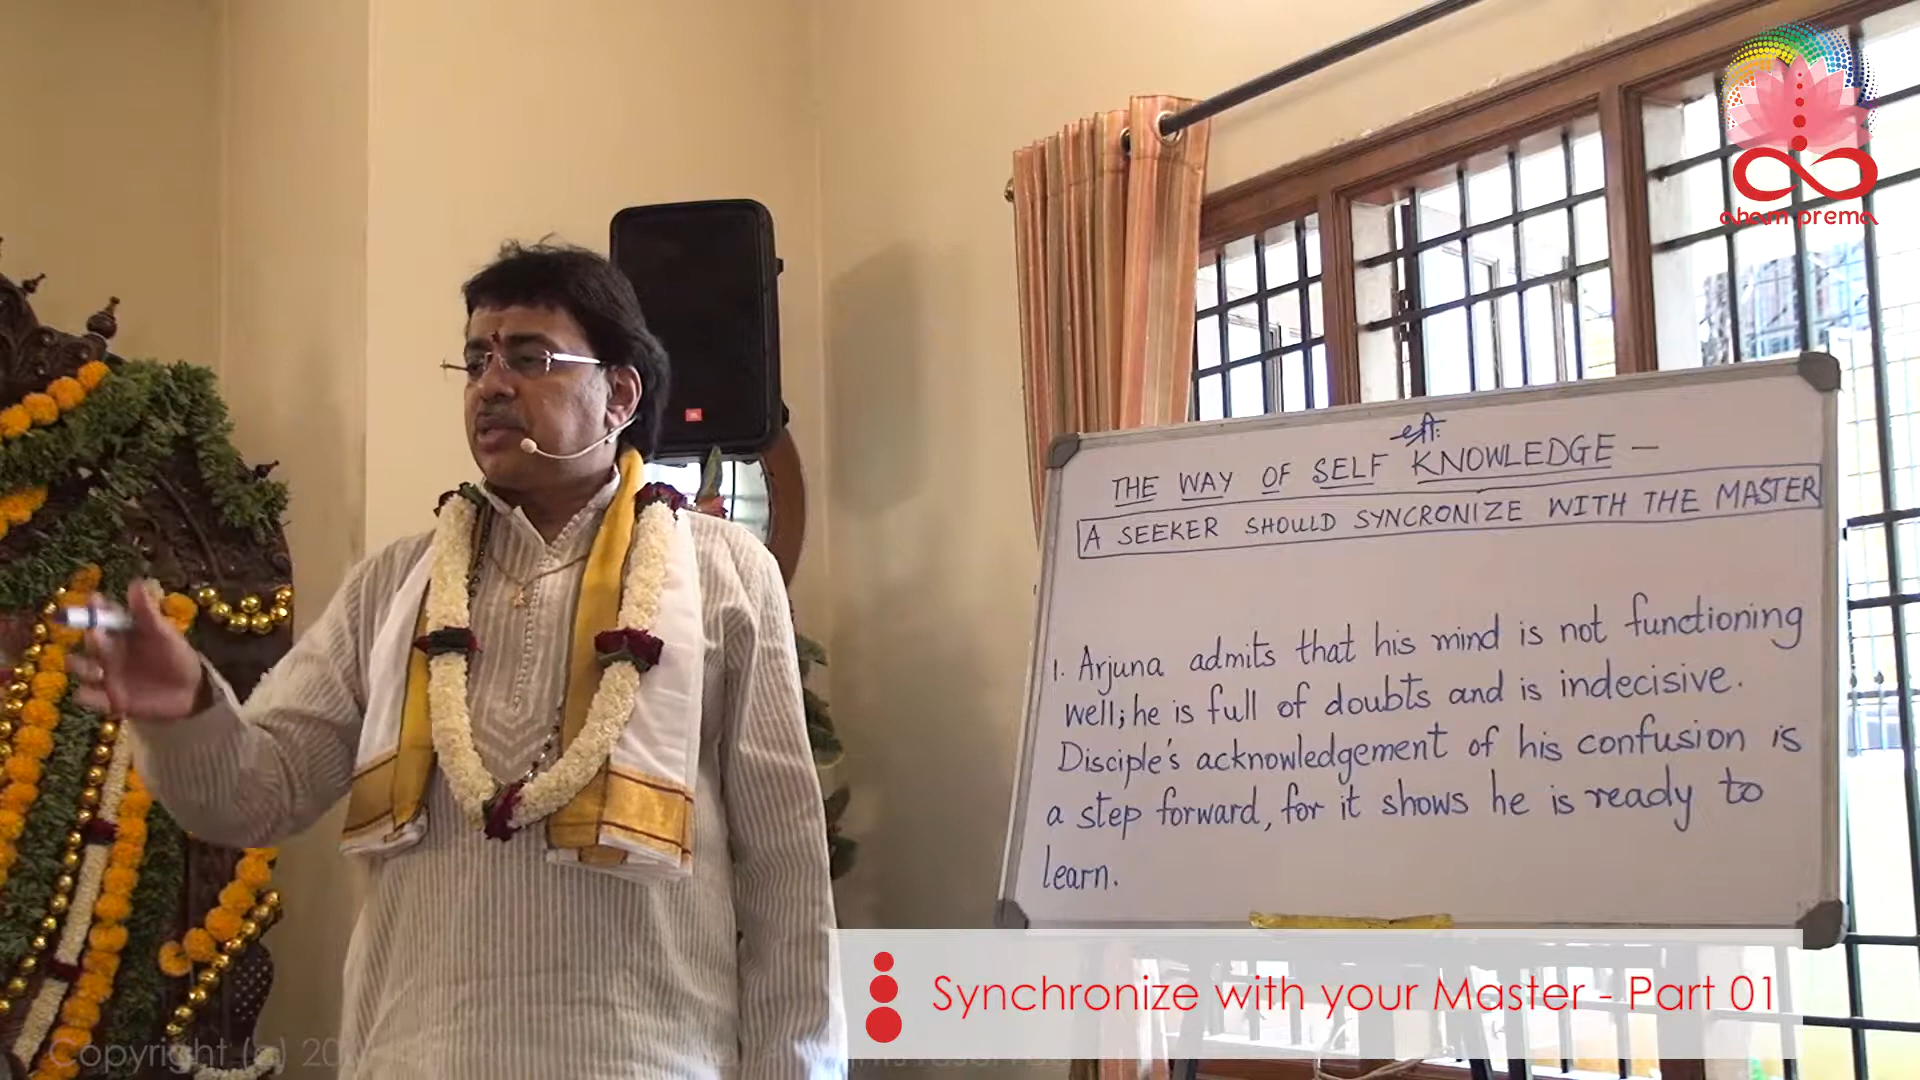 aham prema
THE WAY OF SELF KNOWLEDGE –
A SEEKER SHOULD SYNCRONIZE WITH THE MASTER
1. Arjuna admits that his mind is not functioning
well; he is full of doubts and is indecisive.
Disciple's acknowledgement of his confusion is
a step forward, for it shows he is ready to
learn.
Synchronize with your Master - Part 01
Copyright (c) 20